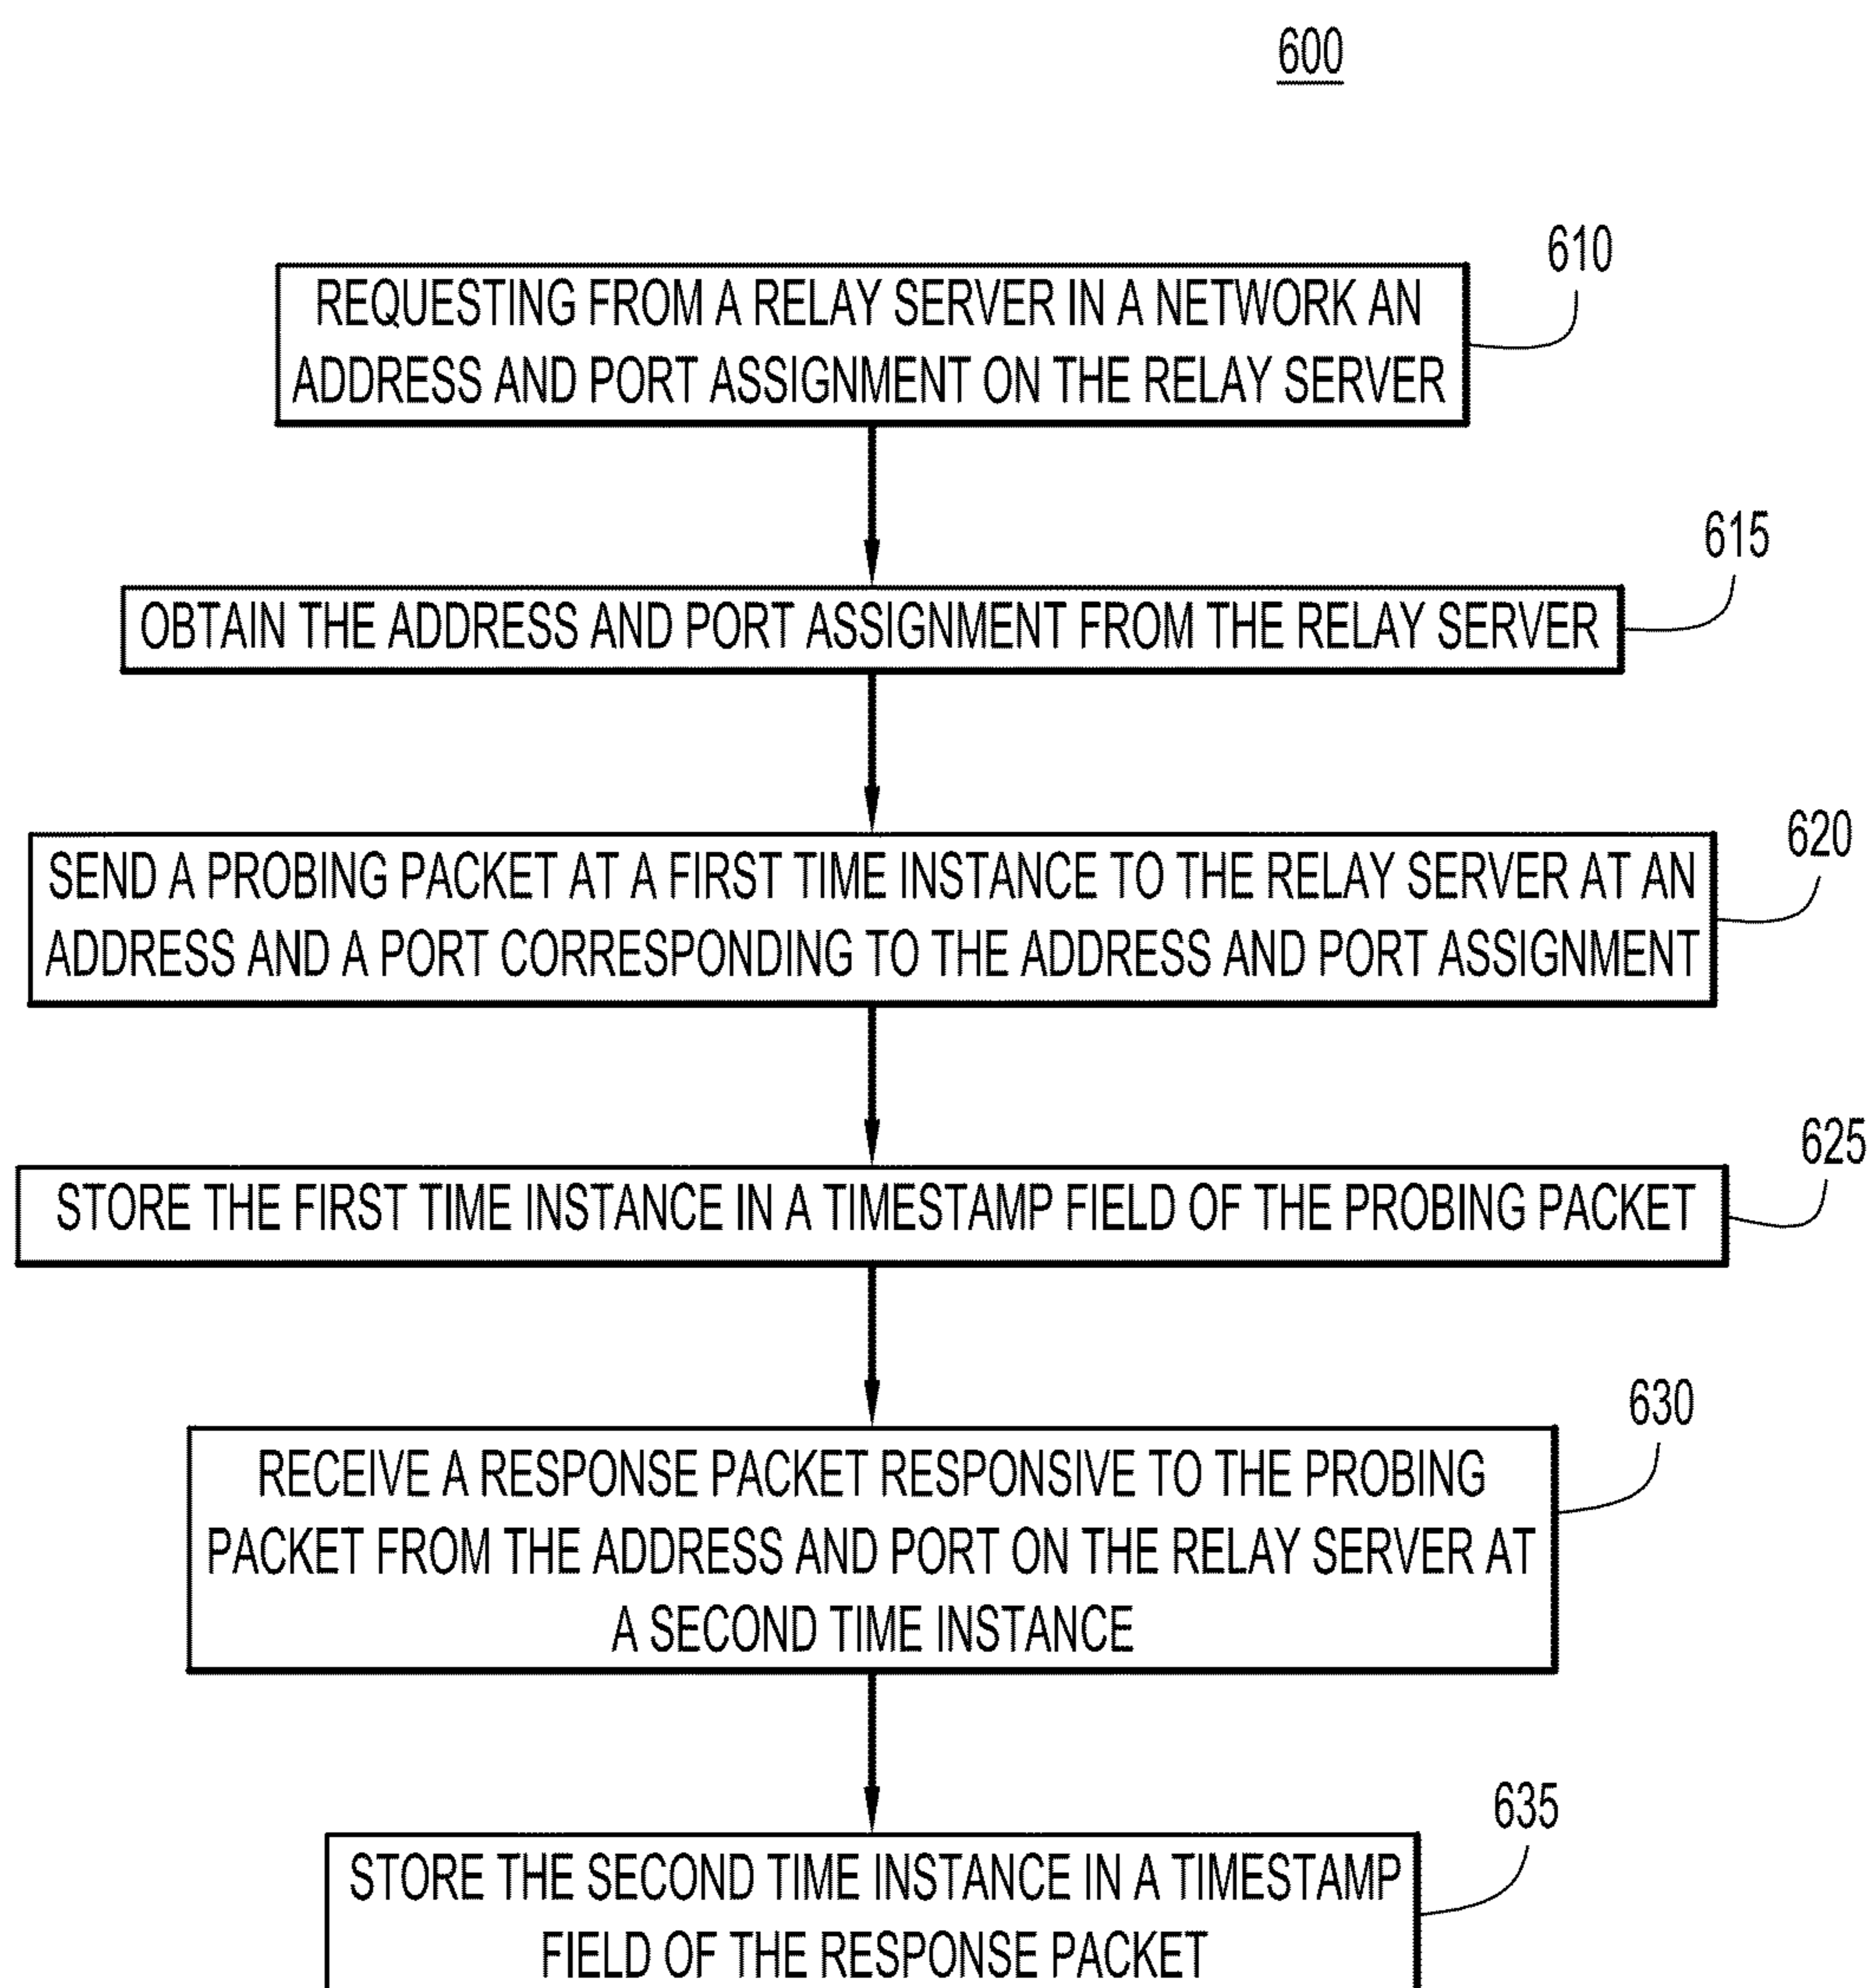 600
610
REQUESTING FROM A RELAY SERVER IN A NETWORK AN
ADDRESS AND PORT ASSIGNMENT ON THE RELAY SERVER
615
OBTAIN THE ADDRESS AND PORT ASSIGNMENT FROM THE RELAY SERVER
620
SEND A PROBING PACKET AT A FIRST TIME INSTANCE TO THE RELAY SERVER AT AN
ADDRESS AND A PORT CORRESPONDING TO THE ADDRESS AND PORT ASSIGNMENT
625
STORE THE FIRST TIME INSTANCE IN A TIMESTAMP FIELD OF THE PROBING PACKET
630
RECEIVE A RESPONSE PACKET RESPONSIVE TO THE PROBING
PACKET FROM THE ADDRESS AND PORT ON THE RELAY SERVER AT
A SECOND TIME INSTANCE
635
STORE THE SECOND TIME INSTANCE IN A TIMESTAMP
FIELD OF THE RESPONSE PACKET